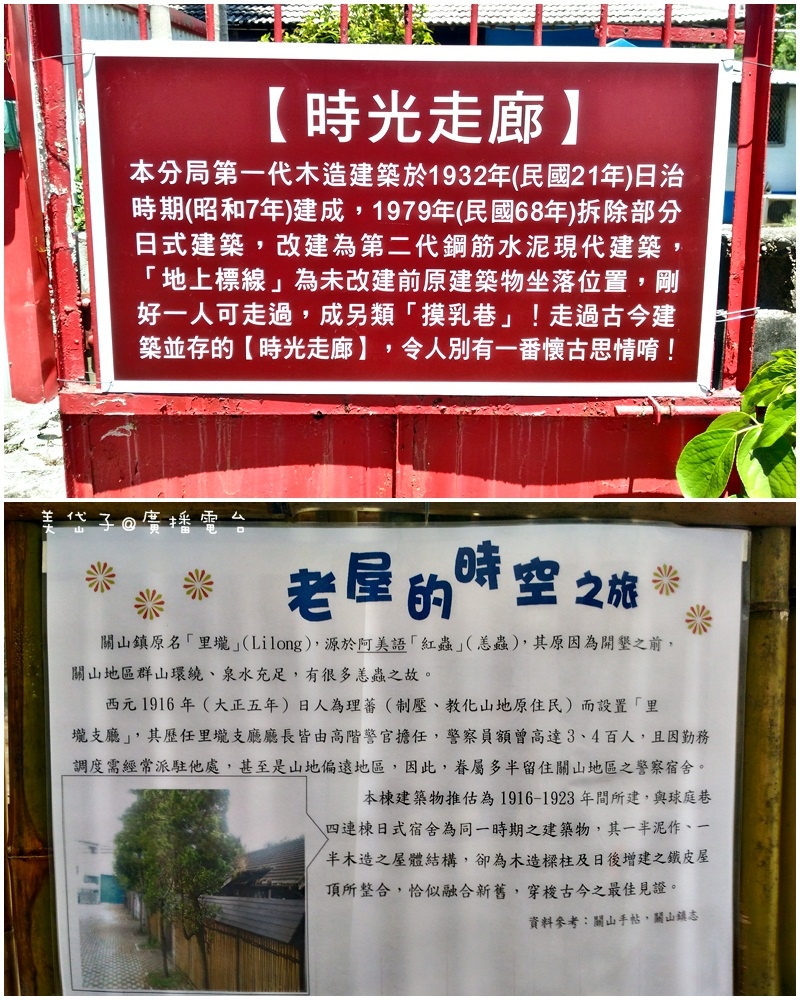 【時光走廊】
本分局第一代木造建築於1932年(民國21年)日治
時期(昭和7年)建成，1979年(民國68年)拆除部分
日式建築，改建為第二代鋼筋水泥現代建築，
「地上標線」為未改建前原建築物坐落位置，剛
好一人可走過，成另類「摸乳巷」！走過古今建
築並存的【時光走廊】，令人別有一番懷古思情唷！
美岱子@廣播電台
老屋的時空之旅
關山鎮原名「里壠」(Lilong)，源於阿美語「紅蟲」(恙蟲)，其原因為開墾之前，
關山地區群山環繞、泉水充足，有很多恙蟲之故。
西元1916年（大正五年）日人為理蕃（制壓、教化山地原住民）而設置「里
壠支廳」，其歷任里壠支廳廳長皆由高階警官擔任，警察員額曾高達3、4百人，且因勤務
調度需經常派駐他處，甚至是山地偏遠地區，因此，眷屬多半留住關山地區之警察宿舍。
本棟建築物推估為1916-1923年間所建，與球庭巷
四連棟日式宿舍為同一時期之建築物，其一半泥作、一
半木造之屋體結構，卻為木造樑柱及日後增建之鐵皮屋
頂所整合，恰似融合新舊，穿梭古今之最佳見證。
資料參考：關山手帖，關山鎮志